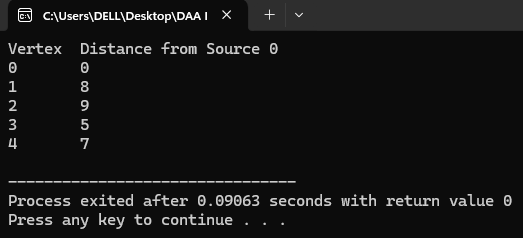 C:\Users\DELL\Desktop\DAA l
Vertex  Distance from Source 0
0       0
1       8
2       9
3       5
4       7
--------------------------------
Process exited after 0.09063 seconds with return value 0
Press any key to continue . . .